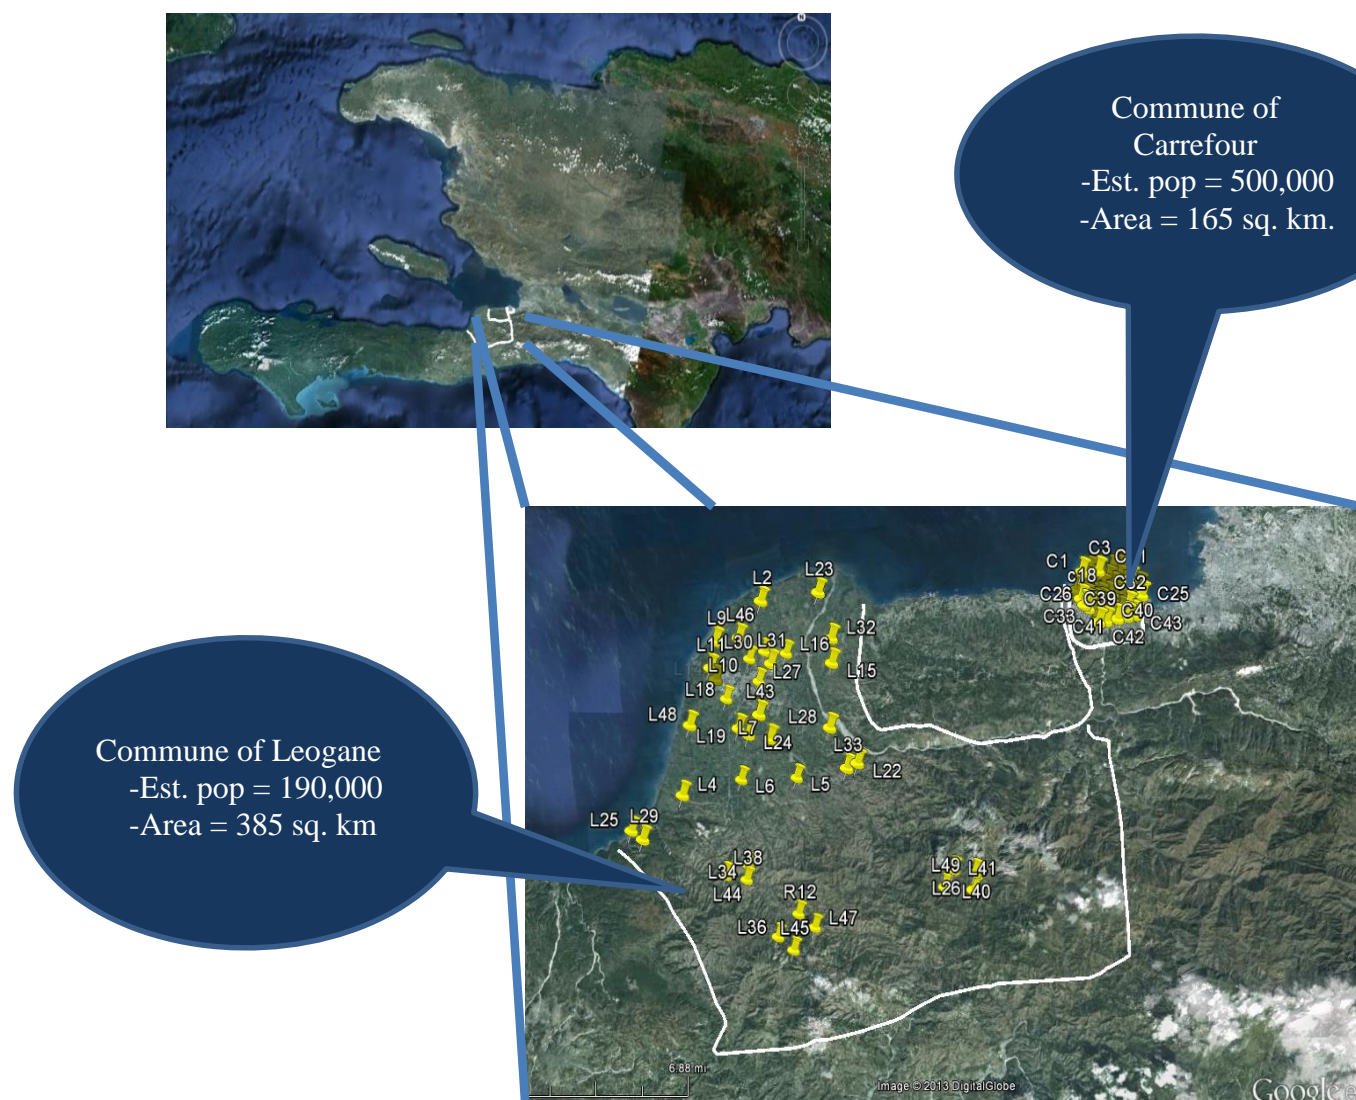 N
Commune of
Carrefour
-Est. pop = 500,000
-Area = 165 sq. km.
Commune of Leogane
-Est. pop = 190,000
-Area = 385 sq. km
C1
C3
c18
C26
C39
C25
C33
C41
C40
C43
C42
L23
L2
L9
L46
L32
L11
L30
L31
L16
L10
L27
L15
L18
L43
L48
L19
L7
L24
L28
L33
L22
L4
L6
L5
L25
L29
L38
L34
L44
R12
L36
L45
L47
L49
L41
L26
L40
6.88 mi
Image © 2013 DigitalGlobe
Google e